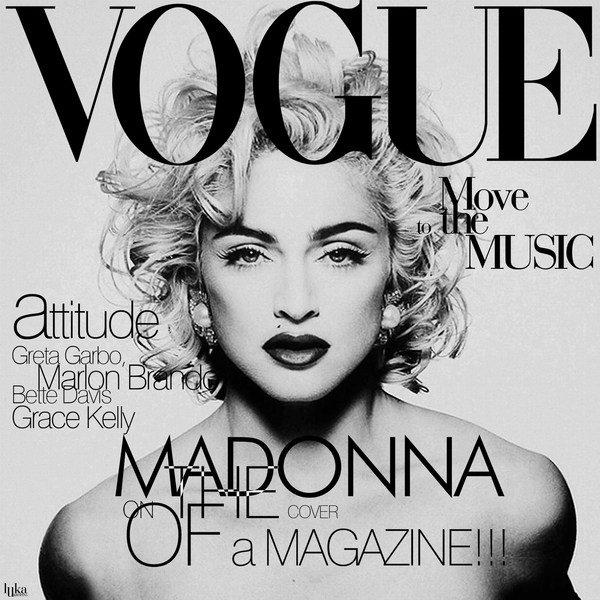 VOGUE
Move
to the
MUSIC
attitude
Greta Garbo,
Marlon Brando
Bette Davis
Grace Kelly
MADONNA
ON THE COVER
OF a MAGAZINE!!!
luka